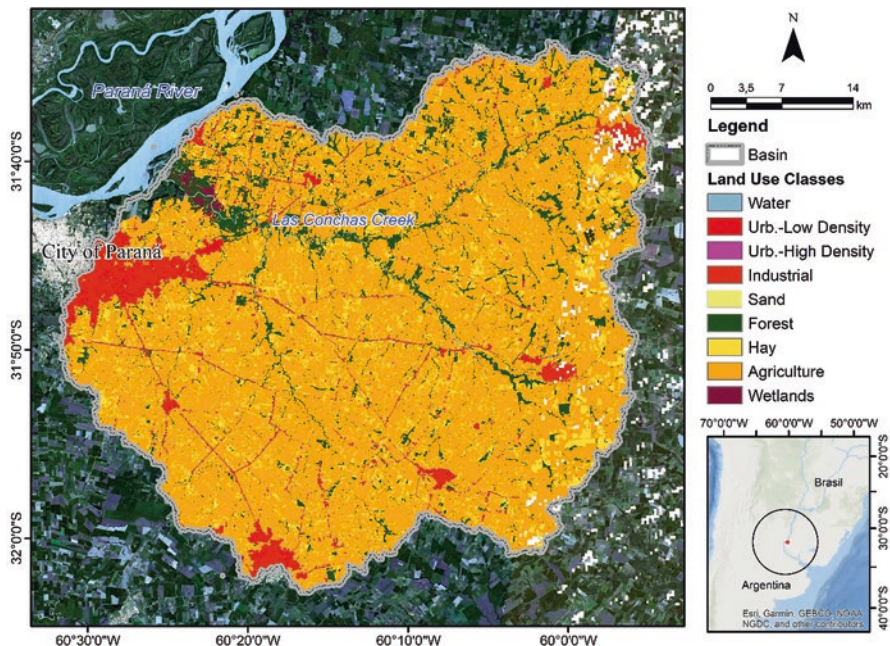 Paraná River
Las Conchas Creek
City of Paraná
31°40'0"S
31°50'0"S
32°0'0"S
60°30'0"W
60°20'0"W
60°10'0"W
60°0'0"W
N
0 3,5 7 14
km
Legend
Basin
Land Use Classes
Water
Urb.-Low Density
Urb.-High Density
Industrial
Sand
Forest
Hay
Agriculture
Wetlands
70°0'0"W 60°0'0"W 50°0'0"W
20°0'0"S
30°0'0"S
40°0'0"S
Brasil
Argentina
Esri, Garmin, GEBCO, NOAA
NGDC, and other contributors